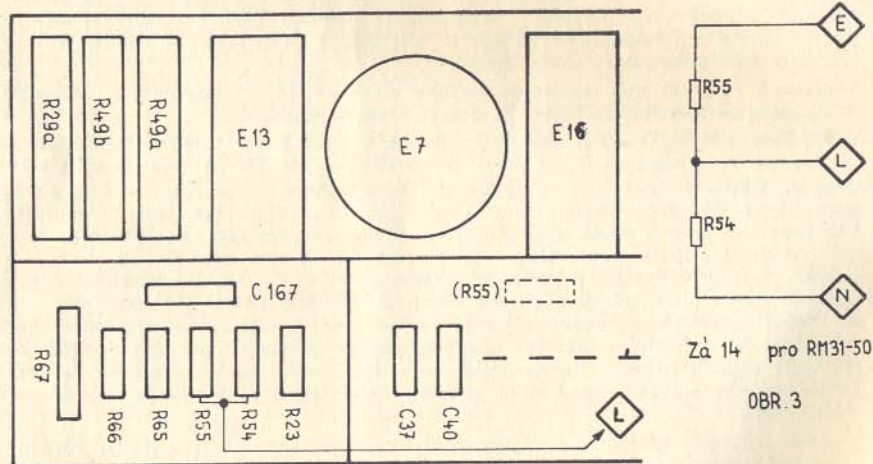 R29a
R49b
R49a
E13
E7
E16
E
R55
L
R54
N
C 167
(R55)
R67
R66
R65
R55
R54
R23
C37
C40
L
Zá 14 pro RM31-50
OBR.3